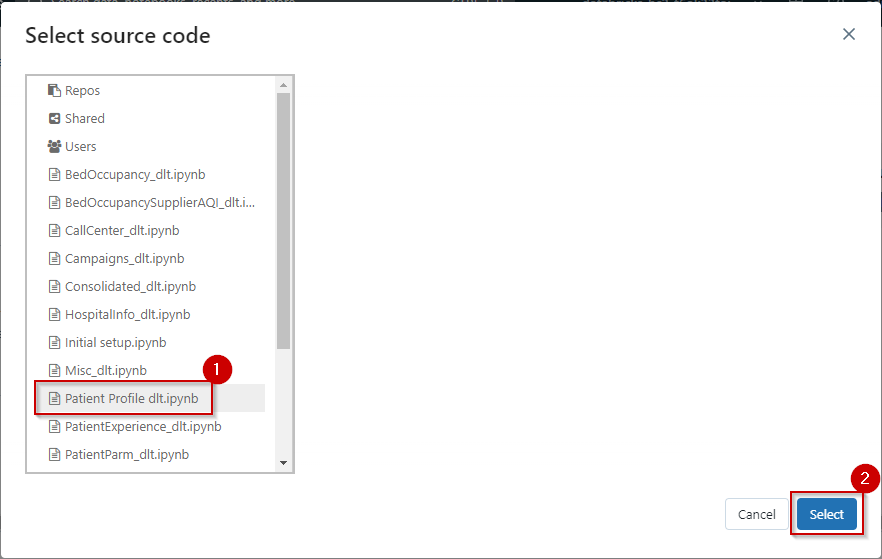 Select source code
Repos
Shared
Users
BedOccupancy_dlt.ipynb
BedOccupancySupplierAQI_dlt.i...
CallCenter_dlt.ipynb
Campaigns_dlt.ipynb
Consolidated_dlt.ipynb
HospitalInfo_dlt.ipynb
Initial setup.ipynb
Misc_dlt.ipynb
1
Patient Profile dlt.ipynb
PatientExperience_dlt.ipynb
PatientParm_dlt.ipynb
2
Cancel
Select